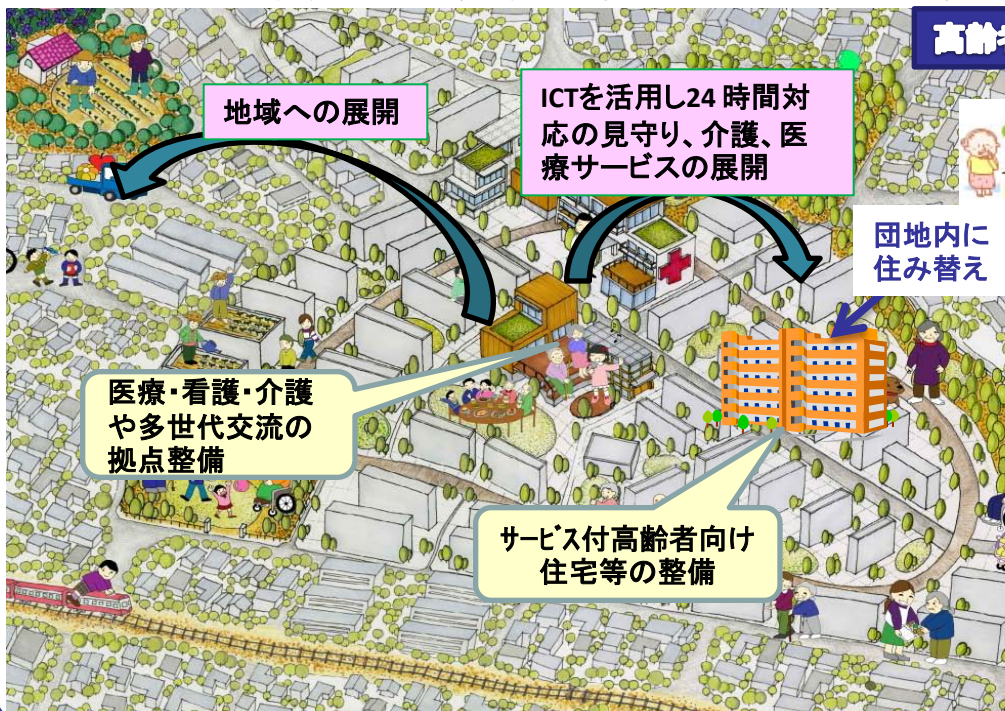 高齢
地域への展開
ICTを活用し24 時間対
応の見守り、介護、医
療サービスの展開
団地内に
住み替え
医療・看護・介護
や多世代交流の
拠点整備
サービス付高齢者向け
住宅等の整備